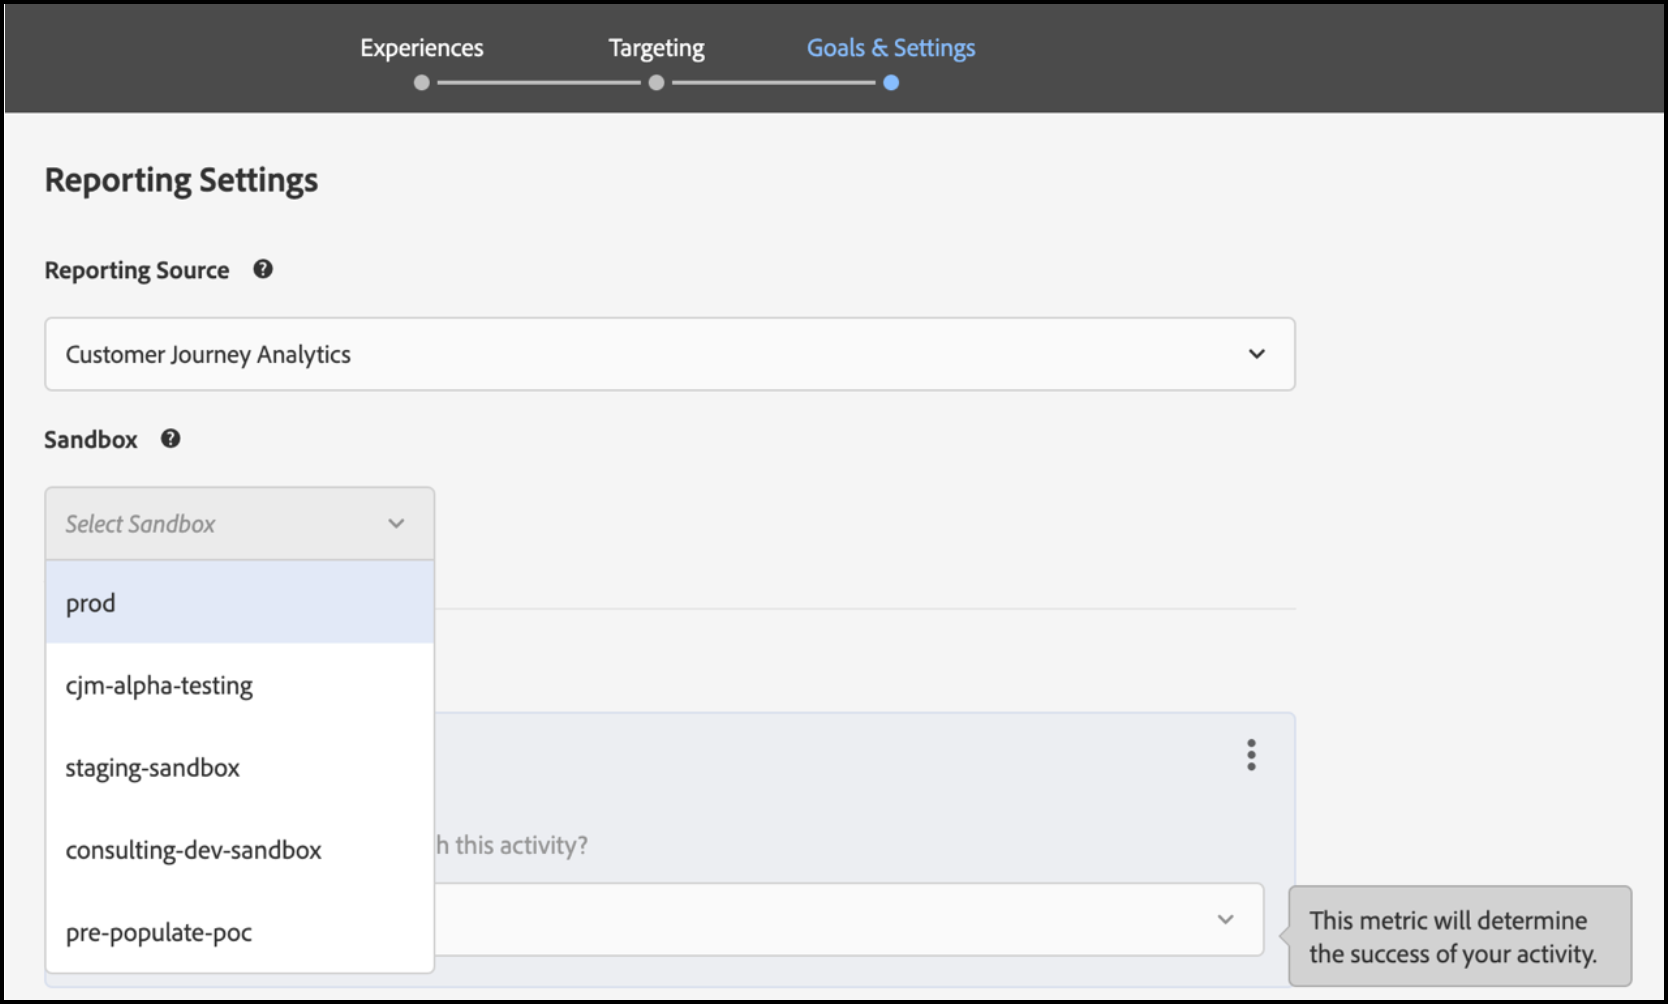 Experiences
Targeting
Goals & Settings
Reporting Settings
Reporting Source
Customer Journey Analytics
Sandbox
Select Sandbox
prod
cjm-alpha-testing
staging-sandbox
consulting-dev-sandbox
h this activity?
pre-populate-poc
This metric will determine
the success of your activity.